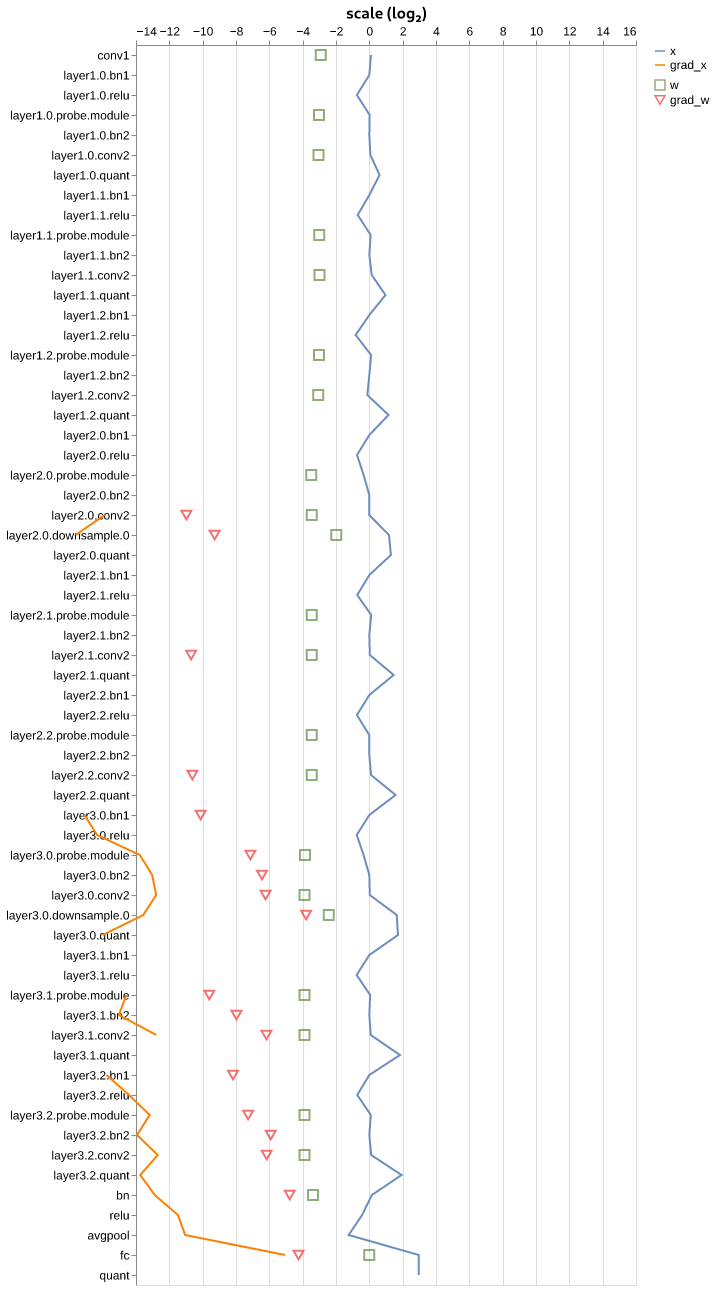 scale (log₂)
−14 −12 −10 −8 −6 −4 −2 0 2 4 6 8 10 12 14 16
x
grad_x
w
grad_w
conv1
layer1.0.bn1
layer1.0.relu
layer1.0.probe.module
layer1.0.bn2
layer1.0.conv2
layer1.0.quant
layer1.1.bn1
layer1.1.relu
layer1.1.probe.module
layer1.1.bn2
layer1.1.conv2
layer1.1.quant
layer1.2.bn1
layer1.2.relu
layer1.2.probe.module
layer1.2.bn2
layer1.2.conv2
layer1.2.quant
layer2.0.bn1
layer2.0.relu
layer2.0.probe.module
layer2.0.bn2
layer2.0.conv2
layer2.0.downsample.0
layer2.0.quant
layer2.1.bn1
layer2.1.relu
layer2.1.probe.module
layer2.1.bn2
layer2.1.conv2
layer2.1.quant
layer2.2.bn1
layer2.2.relu
layer2.2.probe.module
layer2.2.bn2
layer2.2.conv2
layer2.2.quant
layer3.0.bn1
layer3.0.relu
layer3.0.probe.module
layer3.0.bn2
layer3.0.conv2
layer3.0.downsample.0
layer3.0.quant
layer3.1.bn1
layer3.1.relu
layer3.1.probe.module
layer3.1.bn2
layer3.1.conv2
layer3.1.quant
layer3.2.bn1
layer3.2.relu
layer3.2.probe.module
layer3.2.bn2
layer3.2.conv2
layer3.2.quant
bn
relu
avgpool
fc
quant